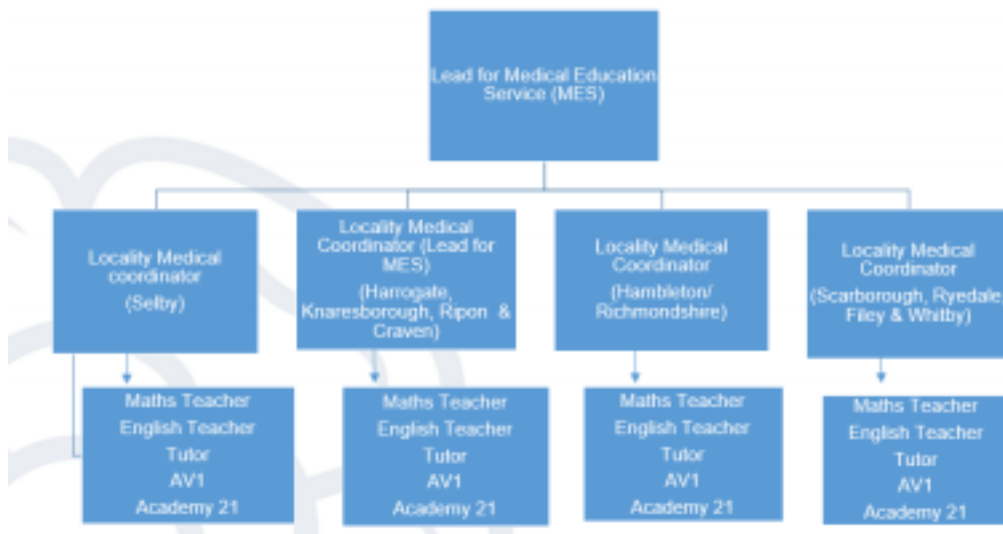 Lead for Medical Education
Service (MES)
Locality Medical
coordinator
(Selby)
Locality Medical
Coordinator (Lead for
MES)
(Harrogate,
Knaresborough, Ripon &
Craven)
Locality Medical
Coordinator
(Hambleton/
Richmondshire)
Locality Medical
Coordinator
(Scarborough, Ryedale
Filey & Whitby)
Maths Teacher
English Teacher
Tutor
AV1
Academy 21
Maths Teacher
English Teacher
Tutor
AV1
Academy 21
Maths Teacher
English Teacher
Tutor
AV1
Academy 21
Maths Teacher
English Teacher
Tutor
AV1
Academy 21